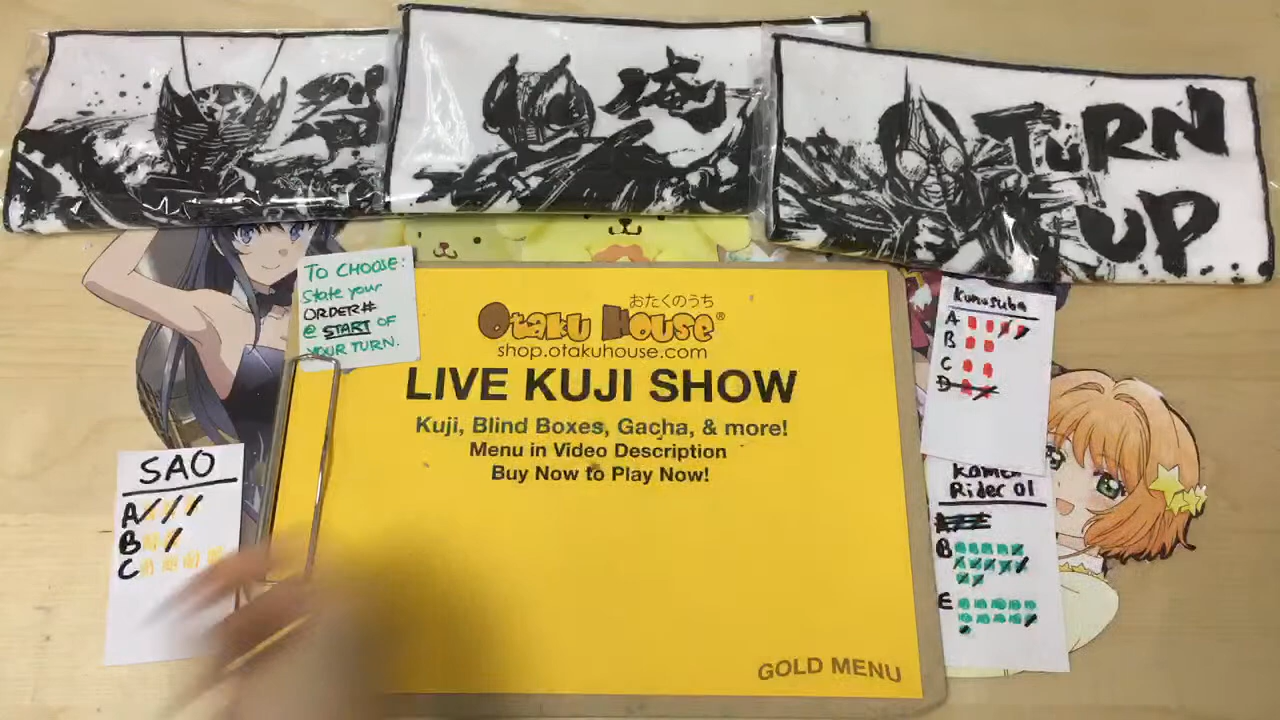 俺
TURN
UP
TO CHOOSE:
State your
ORDER#
@ START OF
YOUR TURN.
おたくのうち
Otaku House®
shop.otakuhouse.com
LIVE KUJI SHOW
Kuji, Blind Boxes, Gacha, & more!
Menu in Video Description
Buy Now to Play Now!
GOLD MENU
SAO
A
B
C
Konosuba
A
B
C
D
Kamen
Rider 01
B
E